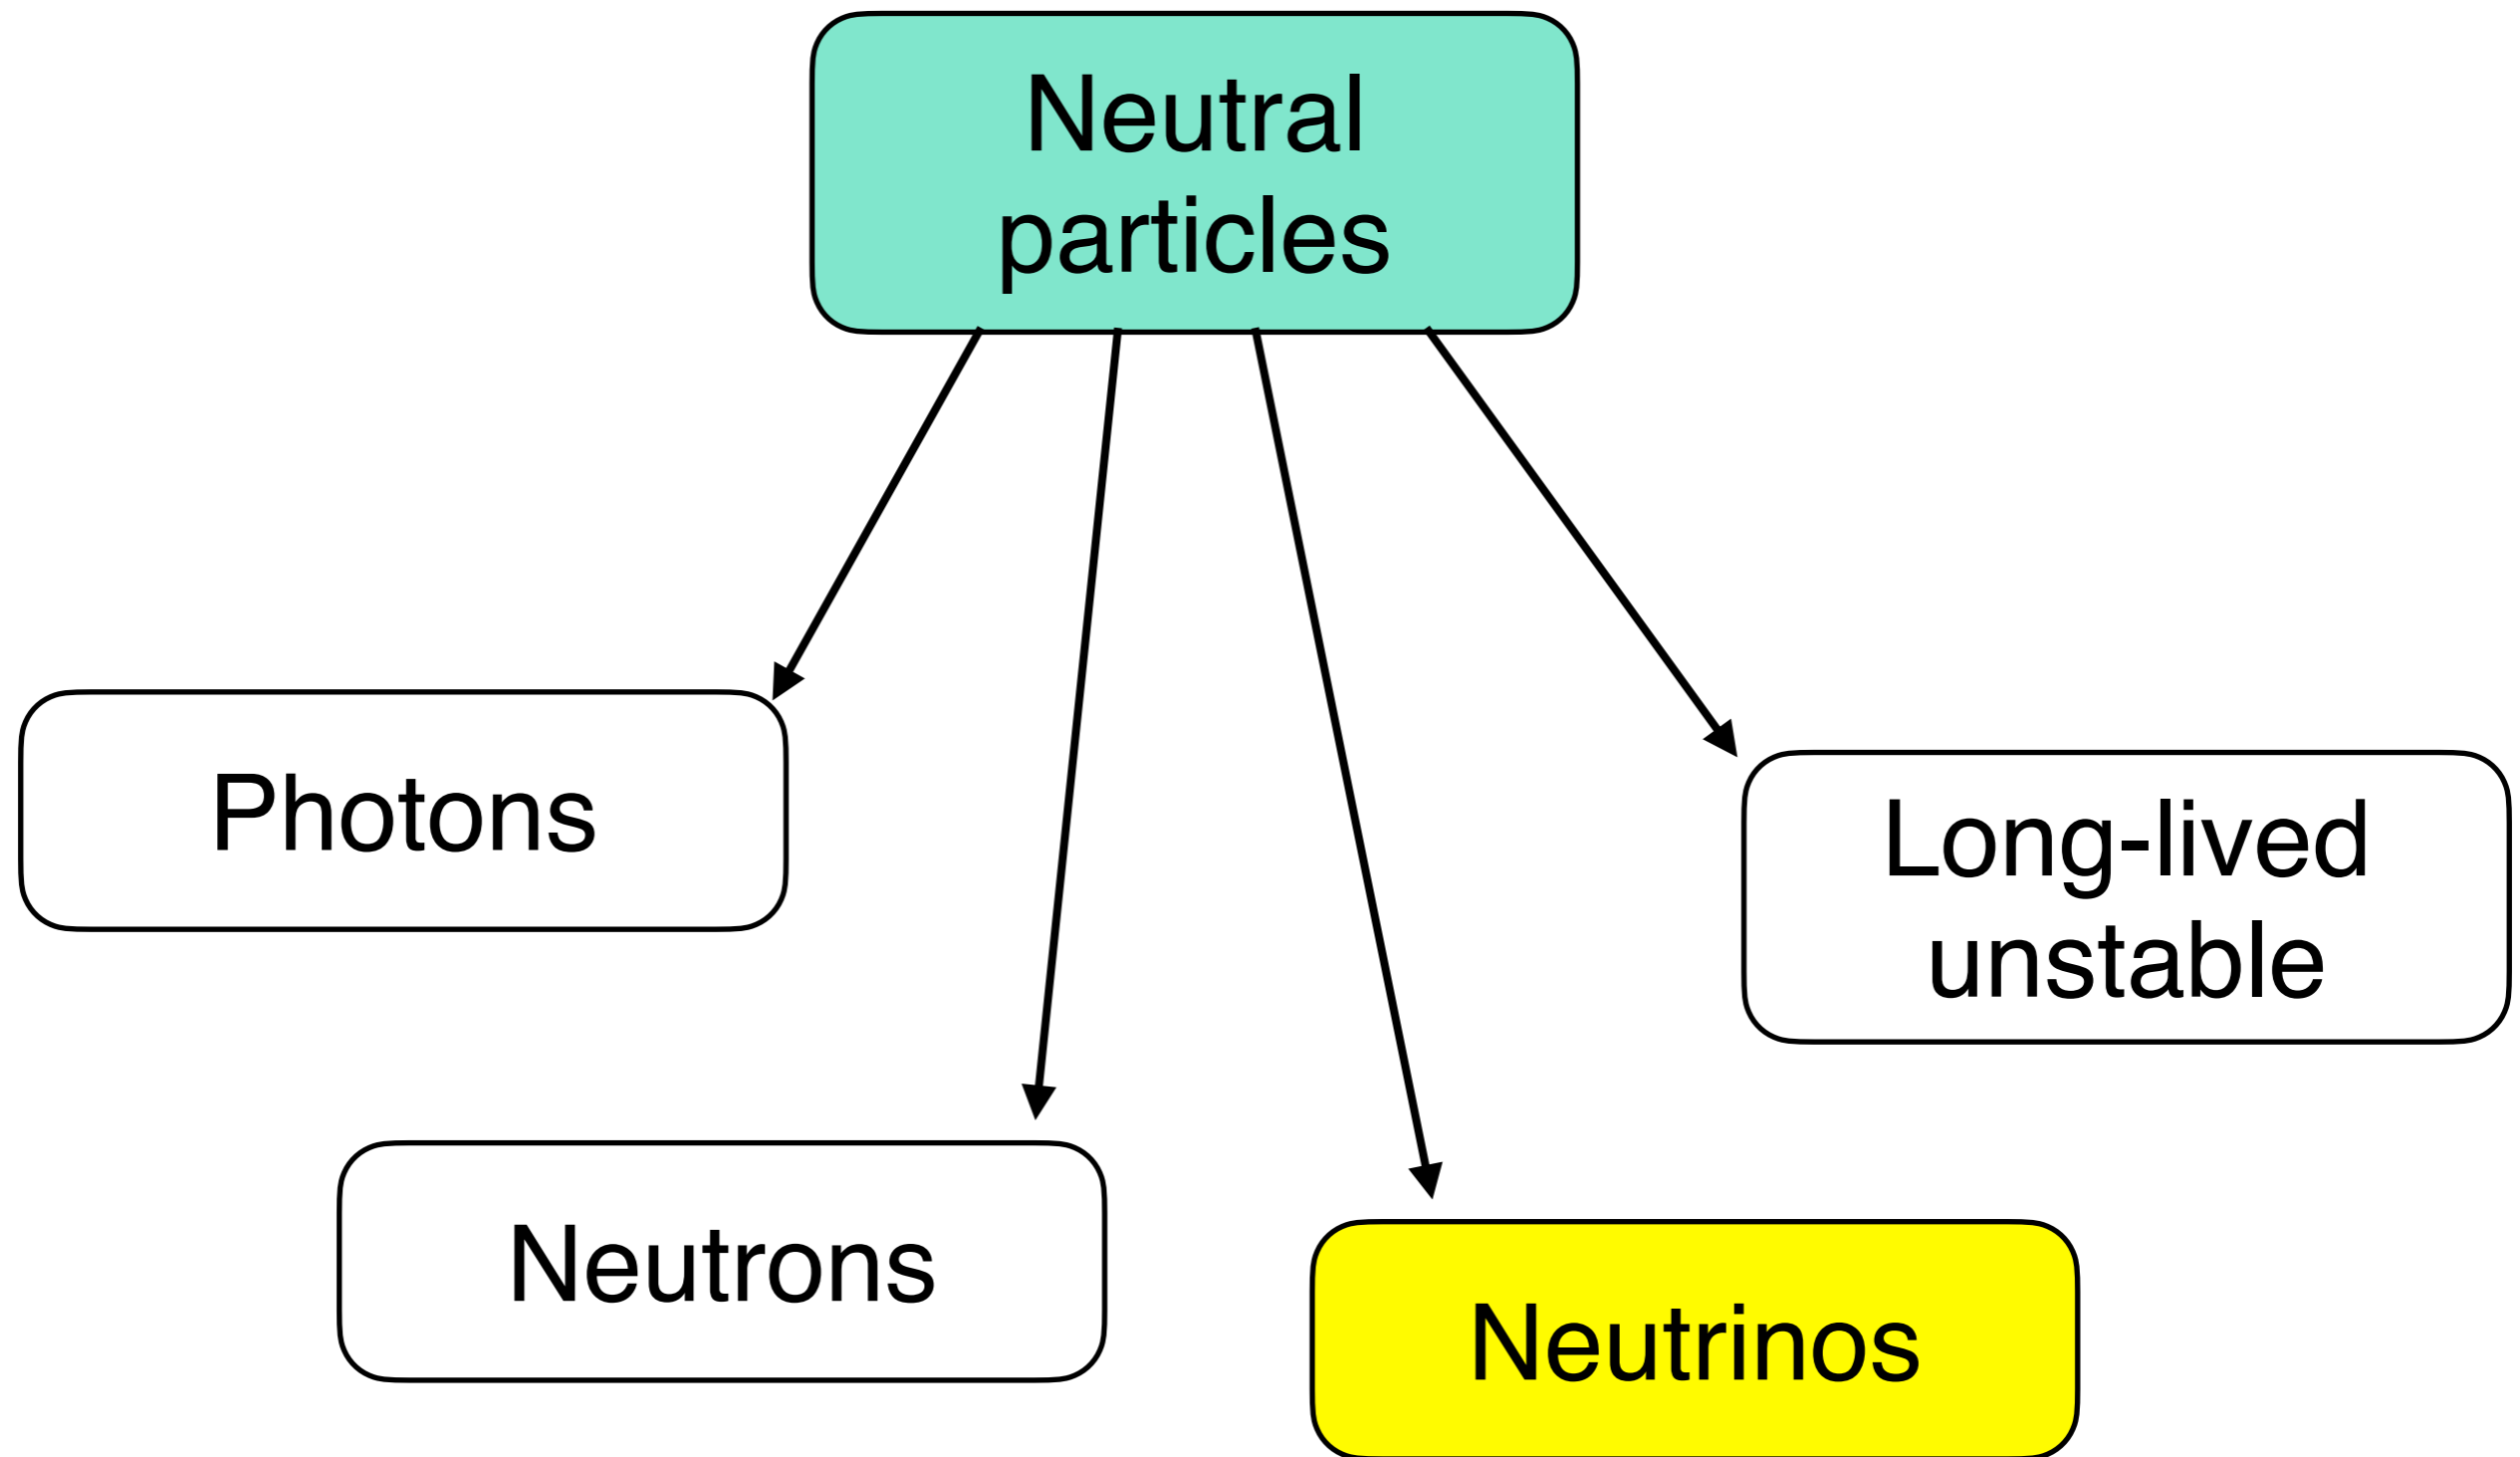 Neutral
particles
Photons
Long-lived
unstable
Neutrons
Neutrinos